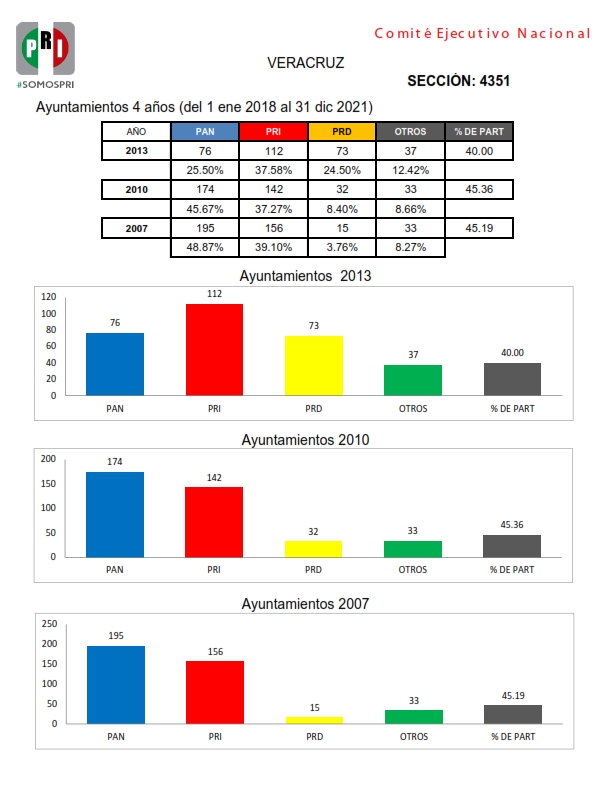 Comité Ejecutivo Nacional
PRI
#SOMOSPRI
VERACRUZ
SECCIÓN: 4351
Ayuntamientos 4 años (del 1 ene 2018 al 31 dic 2021)
AÑO PAN PRI PRD OTROS % DE PART
2013 76 112 73 37 40.00
25.50% 37.58% 24.50% 12.42%
2010 174 142 32 33 45.36
45.67% 37.27% 8.40% 8.66%
2007 195 156 15 33 45.19
48.87% 39.10% 3.76% 8.27%
Ayuntamientos 2013
120
100
80
60
40
20
0
76 112 73 37 40.00
PAN PRI PRD OTROS % DE PART
Ayuntamientos 2010
200
150
100
50
0
174 142 32 33 45.36
PAN PRI PRD OTROS % DE PART
Ayuntamientos 2007
250
200
150
100
50
0
195 156 15 33 45.19
PAN PRI PRD OTROS % DE PART